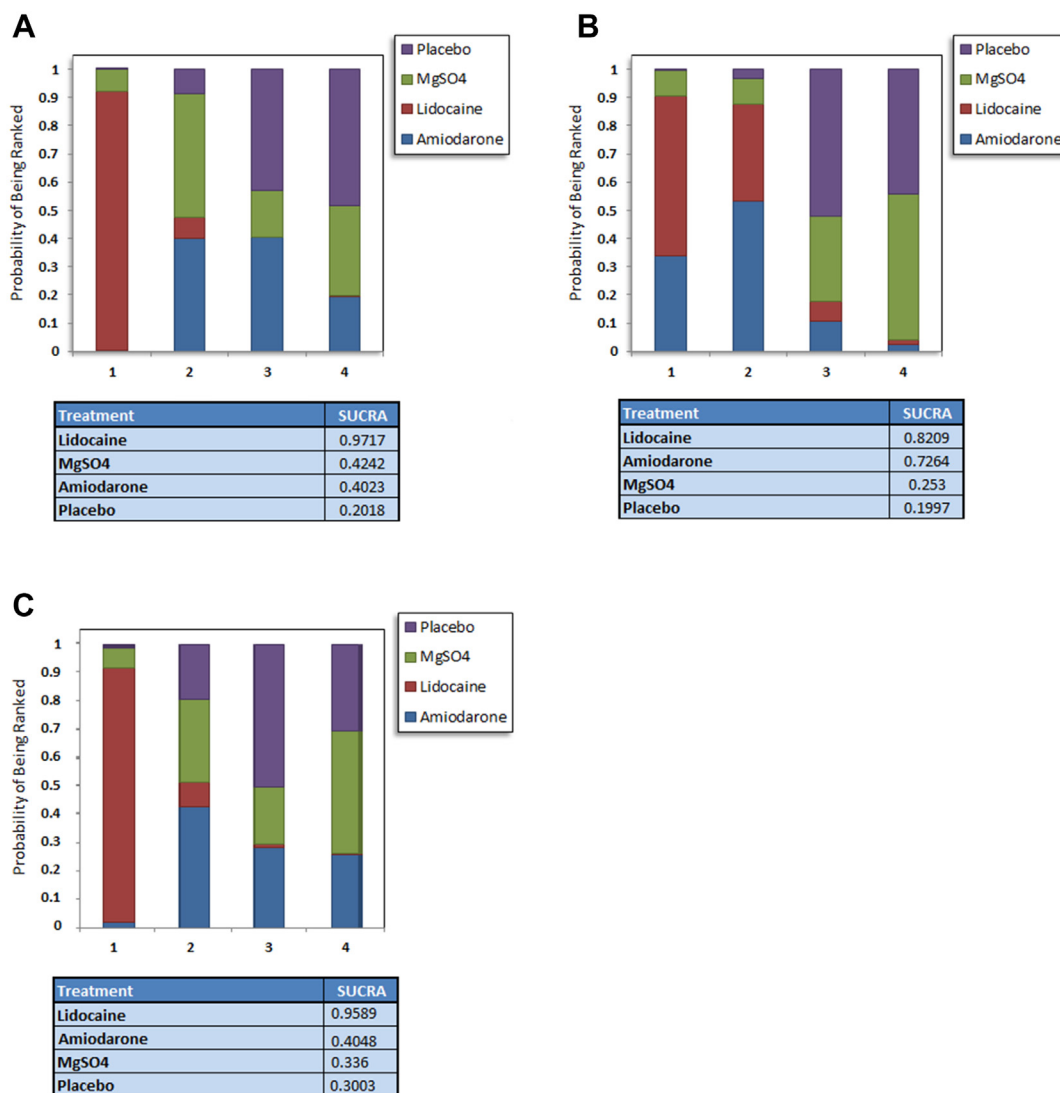 A
Placebo
MgSO4
Lidocaine
Amiodarone
Probability of Being Ranked
1
0.9
0.8
0.7
0.6
0.5
0.4
0.3
0.2
0.1
0
1 2 3 4
Treatment SUCRA
Lidocaine 0.9717
MgSO4 0.4242
Amiodarone 0.4023
Placebo 0.2018
B
Placebo
MgSO4
Lidocaine
Amiodarone
Probability of Being Ranked
1
0.9
0.8
0.7
0.6
0.5
0.4
0.3
0.2
0.1
0
1 2 3 4
Treatment SUCRA
Lidocaine 0.8209
Amiodarone 0.7264
MgSO4 0.253
Placebo 0.1997
C
Placebo
MgSO4
Lidocaine
Amiodarone
Probability of Being Ranked
1
0.9
0.8
0.7
0.6
0.5
0.4
0.3
0.2
0.1
0
1 2 3 4
Treatment SUCRA
Lidocaine 0.9589
Amiodarone 0.4048
MgSO4 0.336
Placebo 0.3003